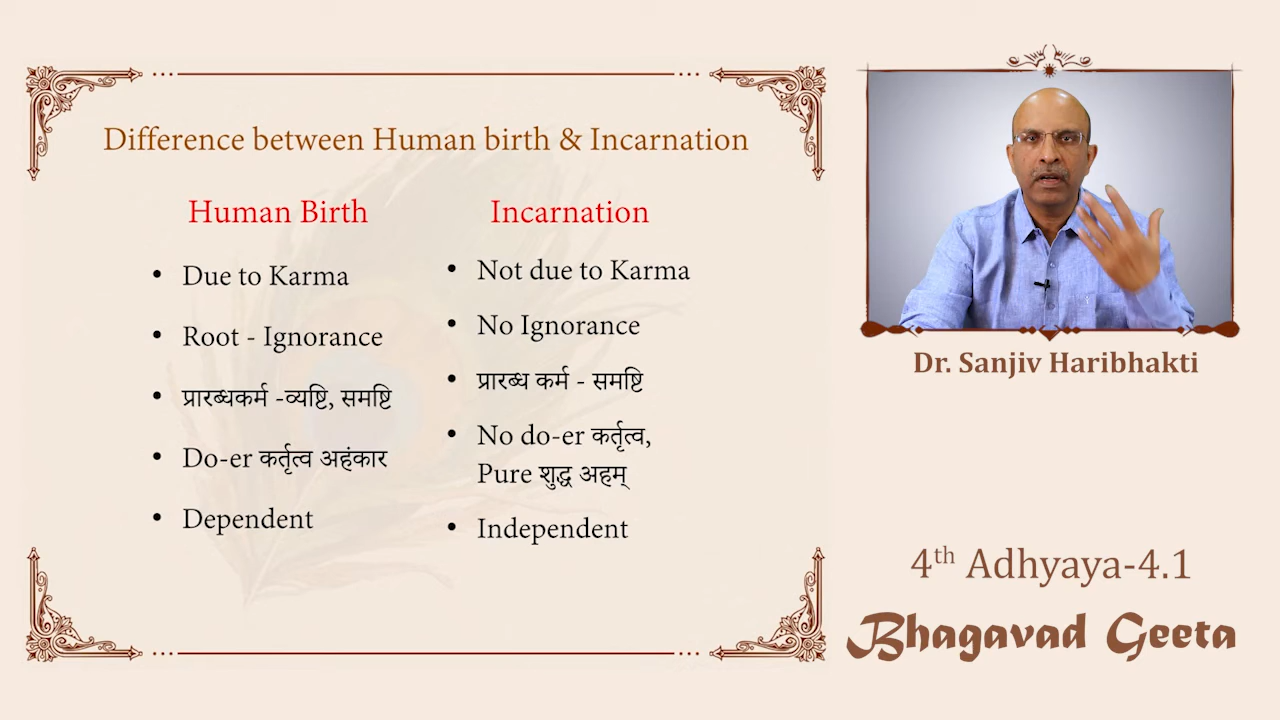 Difference between Human birth & Incarnation
Human Birth
• Due to Karma
• Root - Ignorance
• प्रारब्धकर्म -व्यष्टि, समष्टि
• Do-er कर्तृत्व अहंकार
• Dependent
Incarnation
• Not due to Karma
• No Ignorance
• प्रारब्ध कर्म - समष्टि
• No do-er कर्तृत्व,
Pure शुद्ध अहम्
• Independent
Dr. Sanjiv Haribhakti
4th Adhyaya-4.1
Bhagavad Geeta